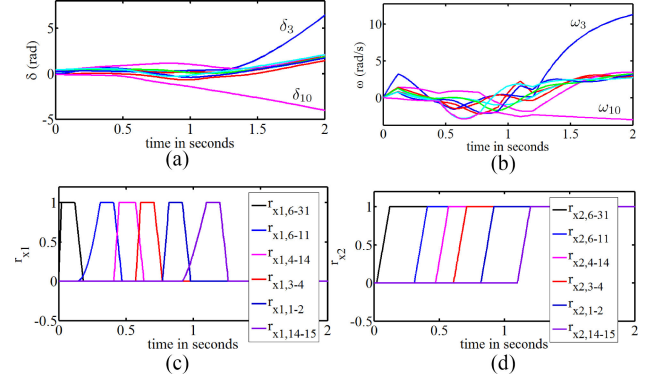 (a)
δ (rad)
5
0
-5
0
0.5
1
1.5
2
time in seconds
δ3
δ10
(b)
ω (rad/s)
10
5
0
0
0.5
1
1.5
2
time in seconds
ω3
ω10
(c)
rx1
1
0.5
0
-0.5
0
0.5
1
1.5
2
time in seconds
rx1,6−31
rx1,6−11
rx1,4−14
rx1,3−4
rx1,1−2
rx1,14−15
(d)
rx2
1
0.5
0
-0.5
0
0.5
1
1.5
2
time in seconds
rx2,6−31
rx2,6−11
rx2,4−14
rx2,3−4
rx2,1−2
rx2,14−15